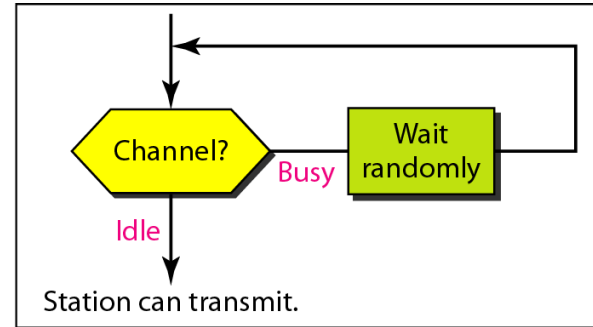 Channel?
Busy
Wait
randomly
Idle
Station can transmit.